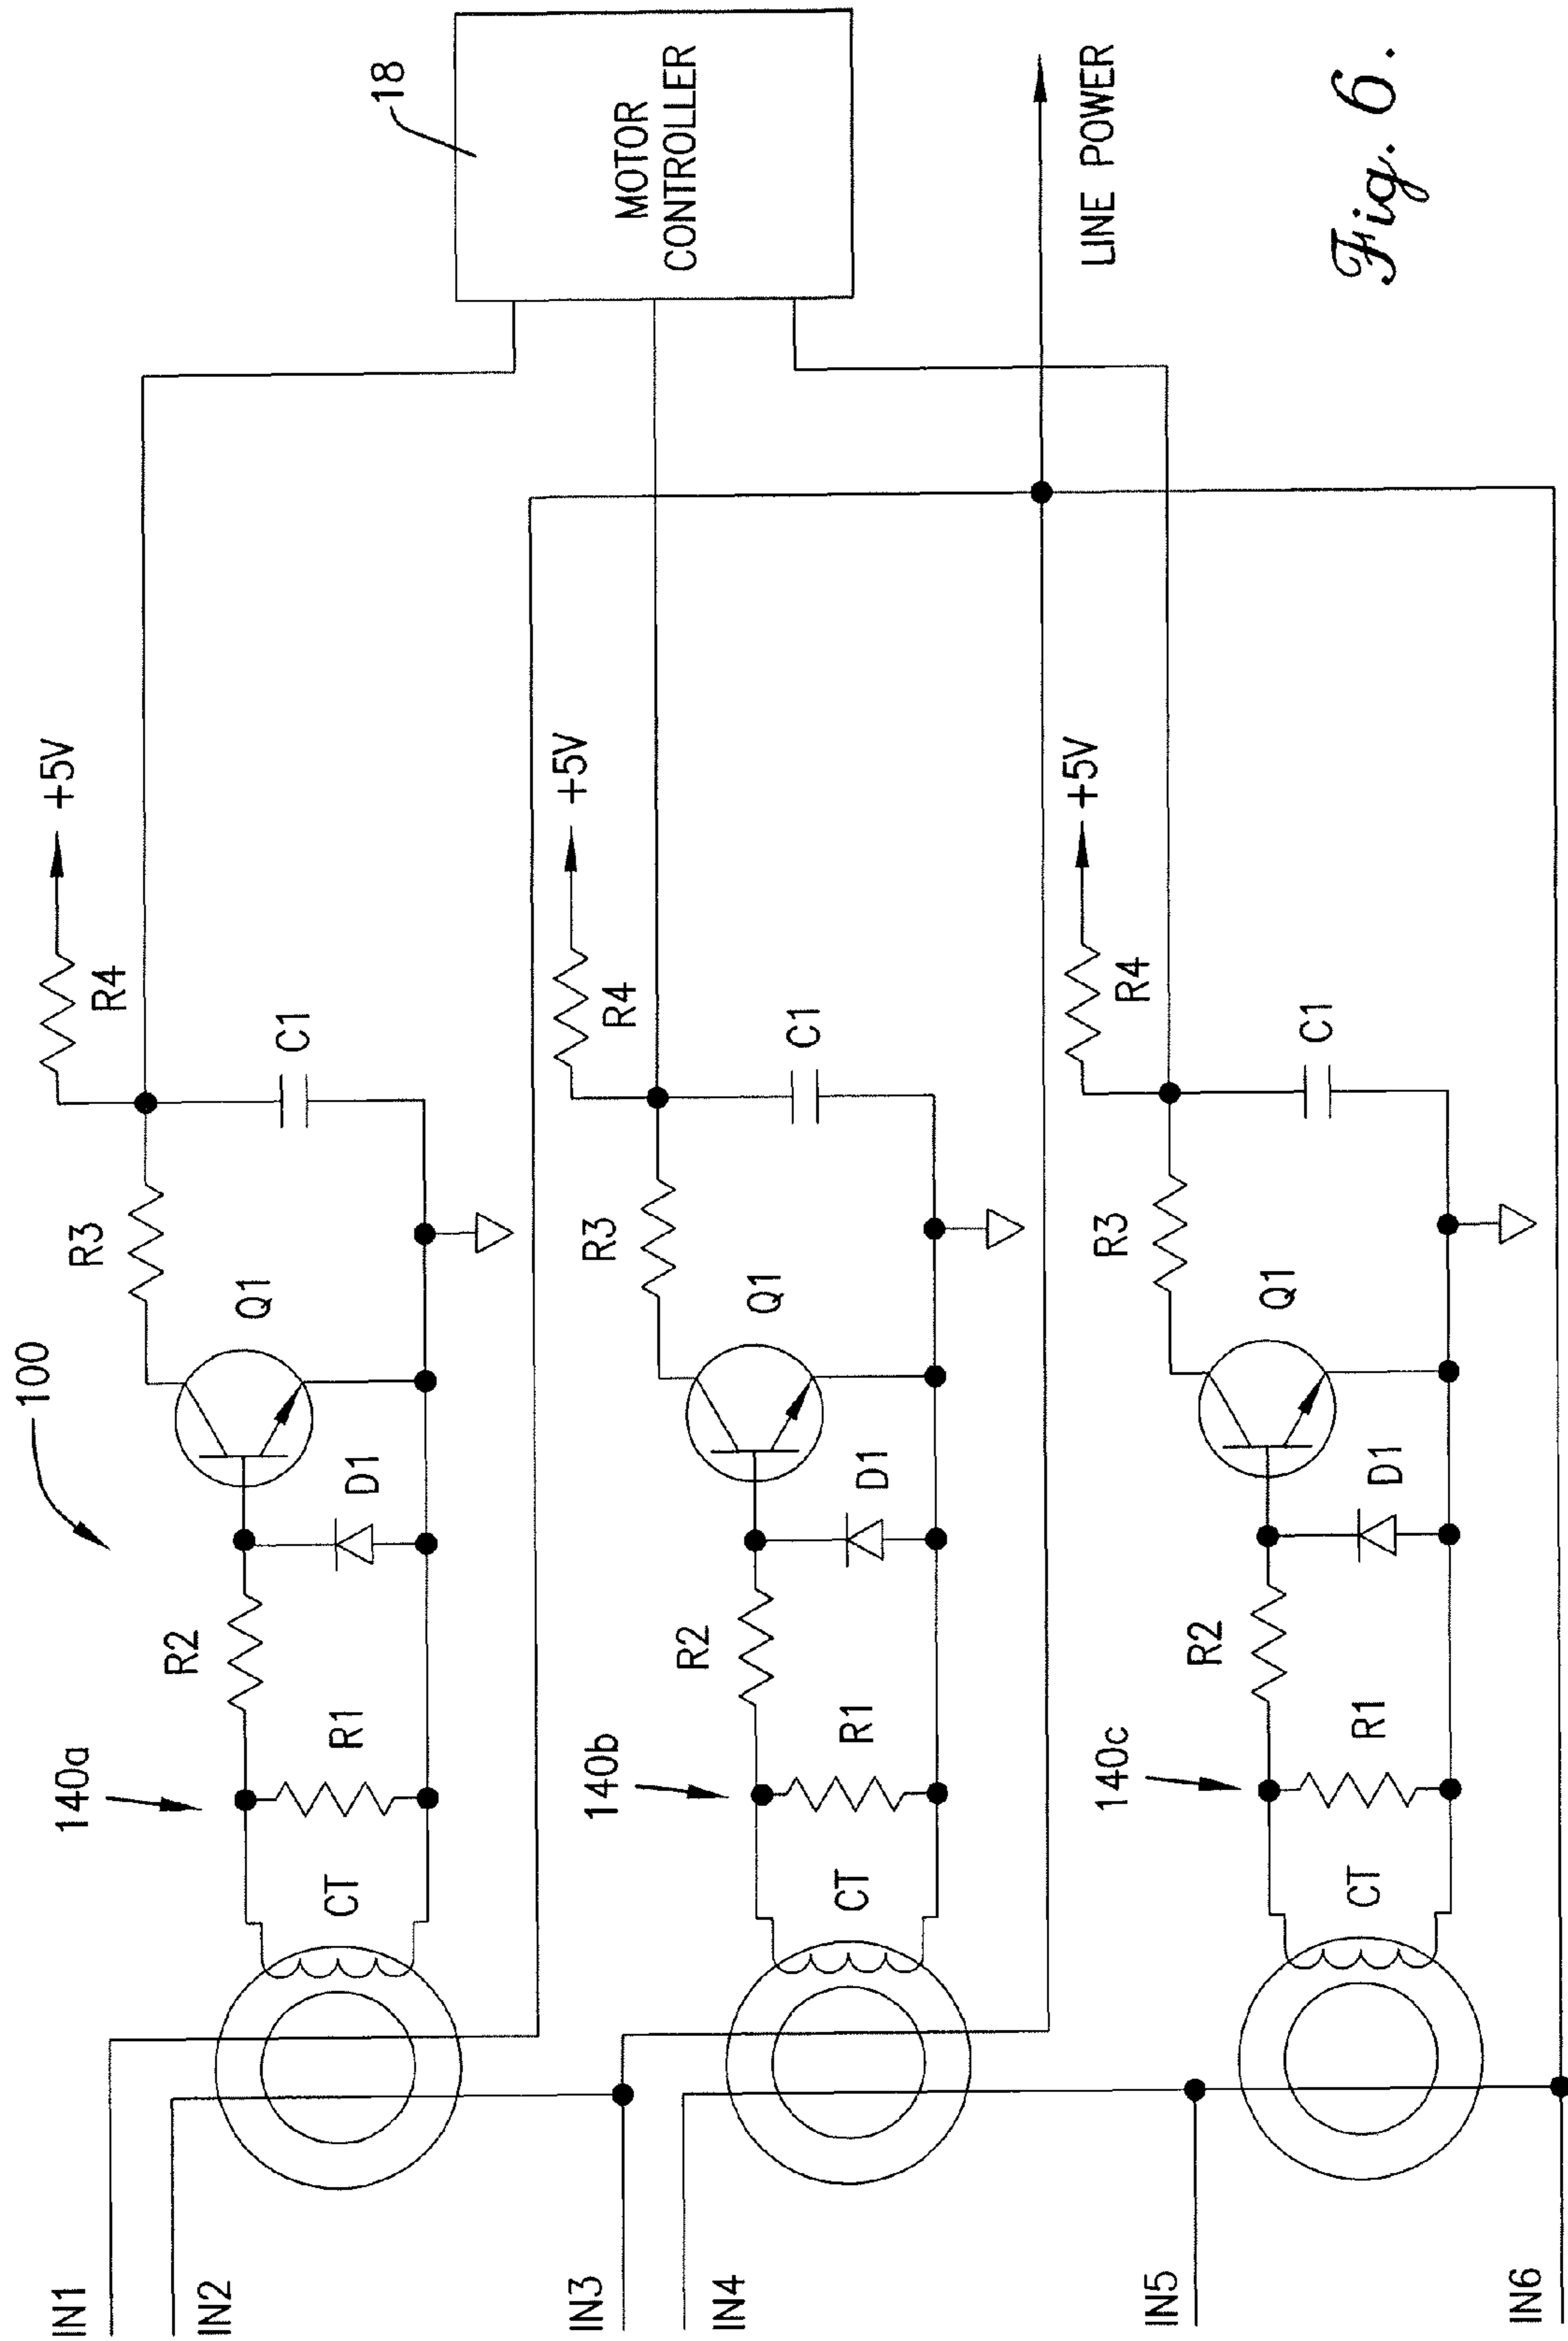 100
18
+5V
R4
R3
C1
Q1
D1
R2
R1
140a
CT
IN1
IN2
MOTOR
CONTROLLER
+5V
R4
R3
C1
Q1
D1
R2
R1
140b
CT
IN3
IN4
LINE POWER
+5V
R4
R3
C1
Q1
D1
R2
R1
140c
CT
IN5
IN6
Fig. 6.